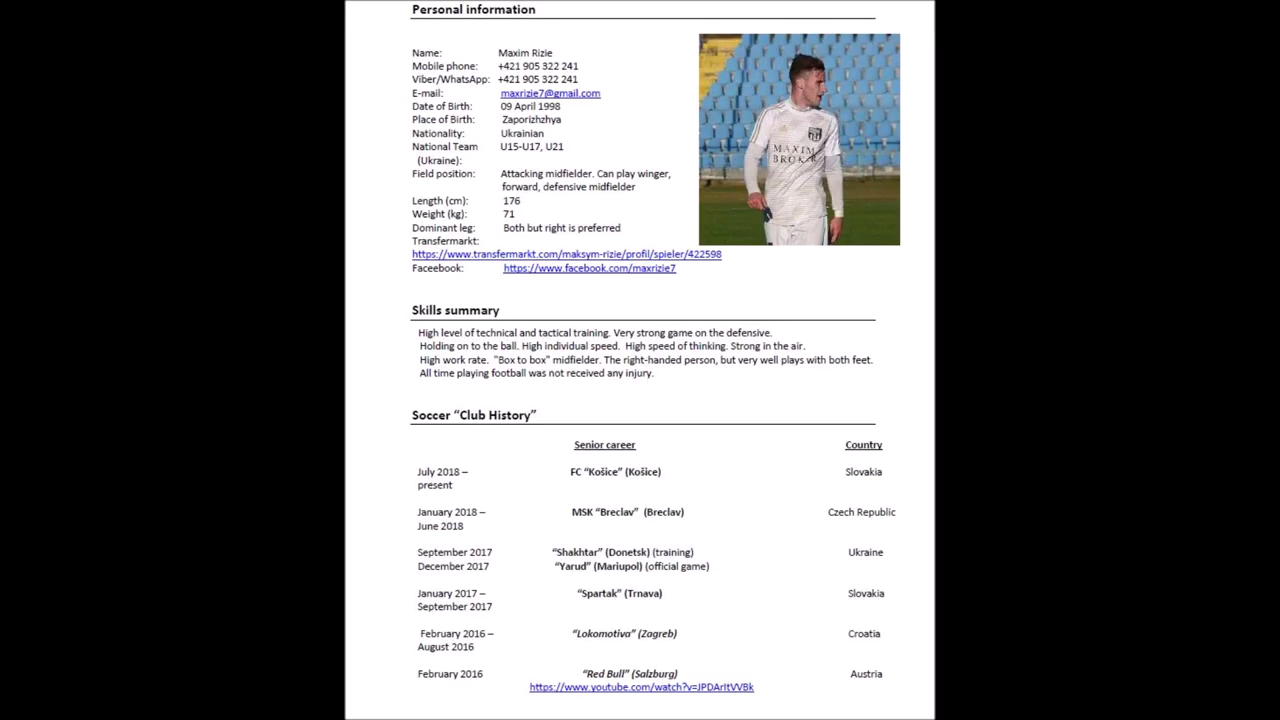 Personal information
Name: Maxim Rizie
Mobile phone: +421 905 322 241
Viber/WhatsApp: +421 905 322 241
E-mail: maxrizie7@gmail.com
Date of Birth: 09 April 1998
Place of Birth: Zaporizhzhya
Nationality: Ukrainian
National Team U15-U17, U21
(Ukraine):
Field position: Attacking midfielder. Can play winger,
forward, defensive midfielder
Length (cm): 176
Weight (kg): 71
Dominant leg: Both but right is preferred
Transfermarkt:
https://www.transfermarkt.com/maksym-rizie/profil/spieler/422598
Faceebook: https://www.facebook.com/maxrizie7
MAXIM
BROKER
Skills summary
High level of technical and tactical training. Very strong game on the defensive.
Holding on to the ball. High individual speed. High speed of thinking. Strong in the air.
High work rate. "Box to box" midfielder. The right-handed person, but very well plays with both feet.
All time playing football was not received any injury.
Soccer “Club History”
Senior career Country
July 2018 – FC “Košice” (Košice) Slovakia
present
January 2018 – MSK “Breclav” (Breclav) Czech Republic
June 2018
September 2017 “Shakhtar” (Donetsk) (training) Ukraine
December 2017 “Yarud” (Mariupol) (official game)
January 2017 – “Spartak” (Trnava) Slovakia
September 2017
February 2016 – “Lokomotiva” (Zagreb) Croatia
August 2016
February 2016 “Red Bull” (Salzburg) Austria
https://www.youtube.com/watch?v=JPDArItVVBk